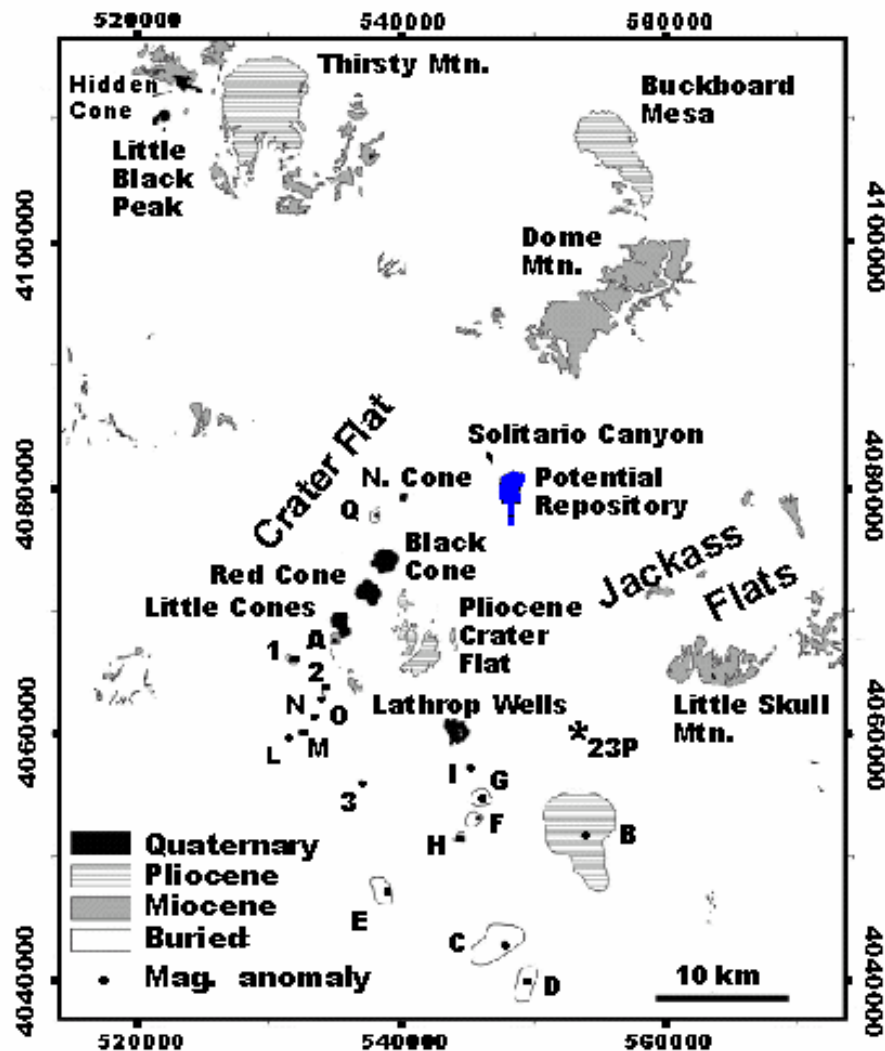 520000 540000 560000
Thirsty Mtn.
Hidden
Cone
Buckboard
Mesa
Little
Black
Peak
4100000
4100000
Dome
Mtn.
Crater Flat
Solitario Canyon
N. Cone
Potential
Repository
4080000
4080000
Q
Black
Cone
Red Cone
Jackass
Flats
Little Cones
Pliocene
Crater
Flat
A
1
2
N
O
Lathrop Wells
Little Skull
Mtn.
4060000
4060000
L
M
*
23P
3
I
G
F
H
B
Quaternary
Pliocene
Miocene
Buried
Mag. anomaly
E
C
D
10 km
4040000
4040000
520000 540000 560000